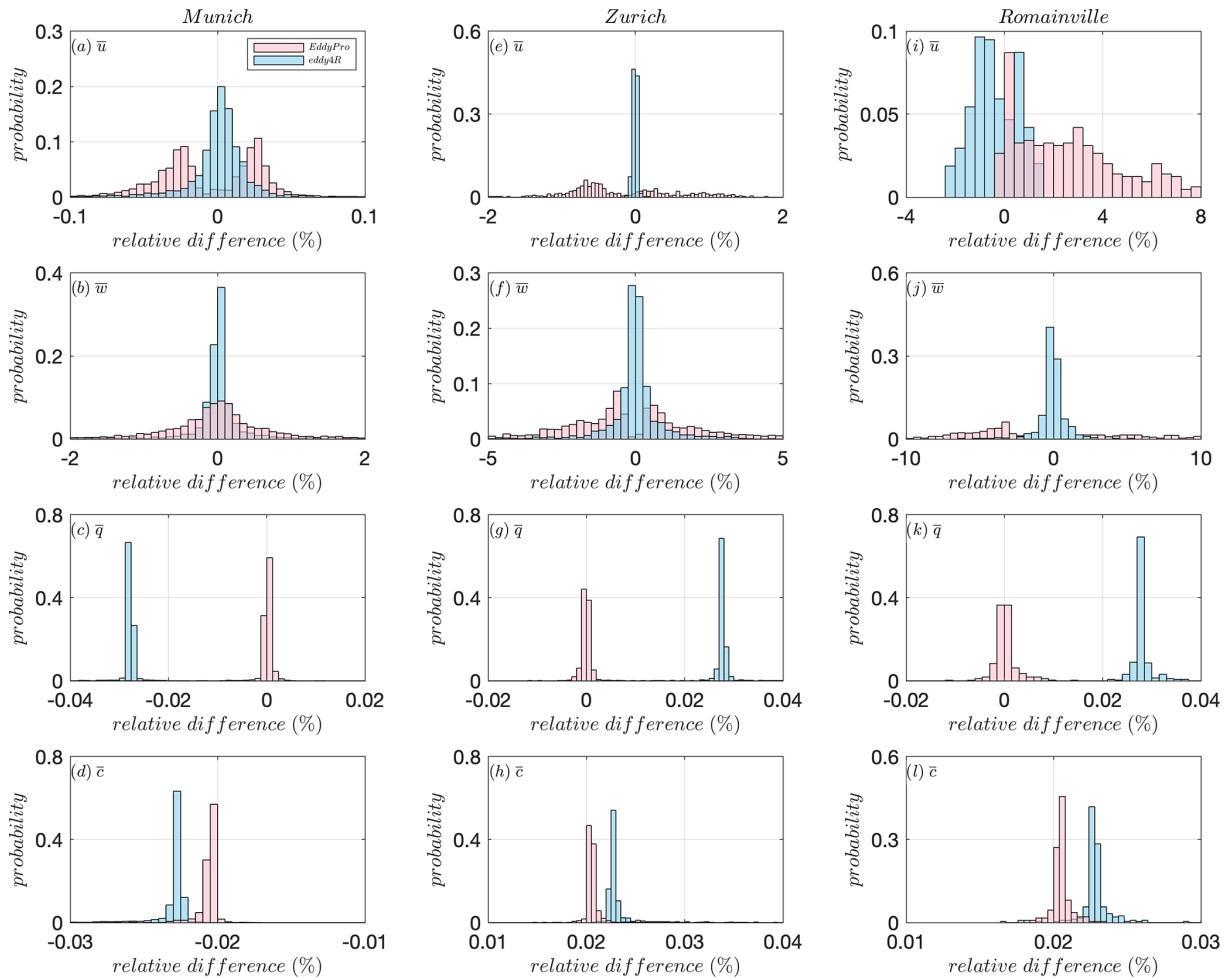 Munich
Zurich
Romainville
(a) u̅
EddyPro
eddy4R
probability
0.3
0.2
0.1
0
-0.1
0
0.1
relative difference (%)
(e) u̅
probability
0.6
0.3
0
-2
0
2
relative difference (%)
(i) u̅
probability
0.1
0.05
0
-4
0
4
8
relative difference (%)
(b) w̅
probability
0.4
0.2
0
-2
0
2
relative difference (%)
(f) w̅
probability
0.3
0.2
0.1
0
-5
0
5
relative difference (%)
(j) w̅
probability
0.6
0.3
0
-10
0
10
relative difference (%)
(c) q̅
probability
0.8
0.4
0
-0.04
-0.02
0
0.02
relative difference (%)
(g) q̅
probability
0.8
0.4
0
-0.02
0
0.02
0.04
relative difference (%)
(k) q̅
probability
0.8
0.4
0
-0.02
0
0.02
0.04
relative difference (%)
(d) c̅
probability
0.8
0.4
0
-0.03
-0.02
-0.01
relative difference (%)
(h) c̅
probability
0.8
0.4
0
0.01
0.02
0.03
0.04
relative difference (%)
(l) c̅
probability
0.6
0.3
0
0.01
0.02
0.03
relative difference (%)